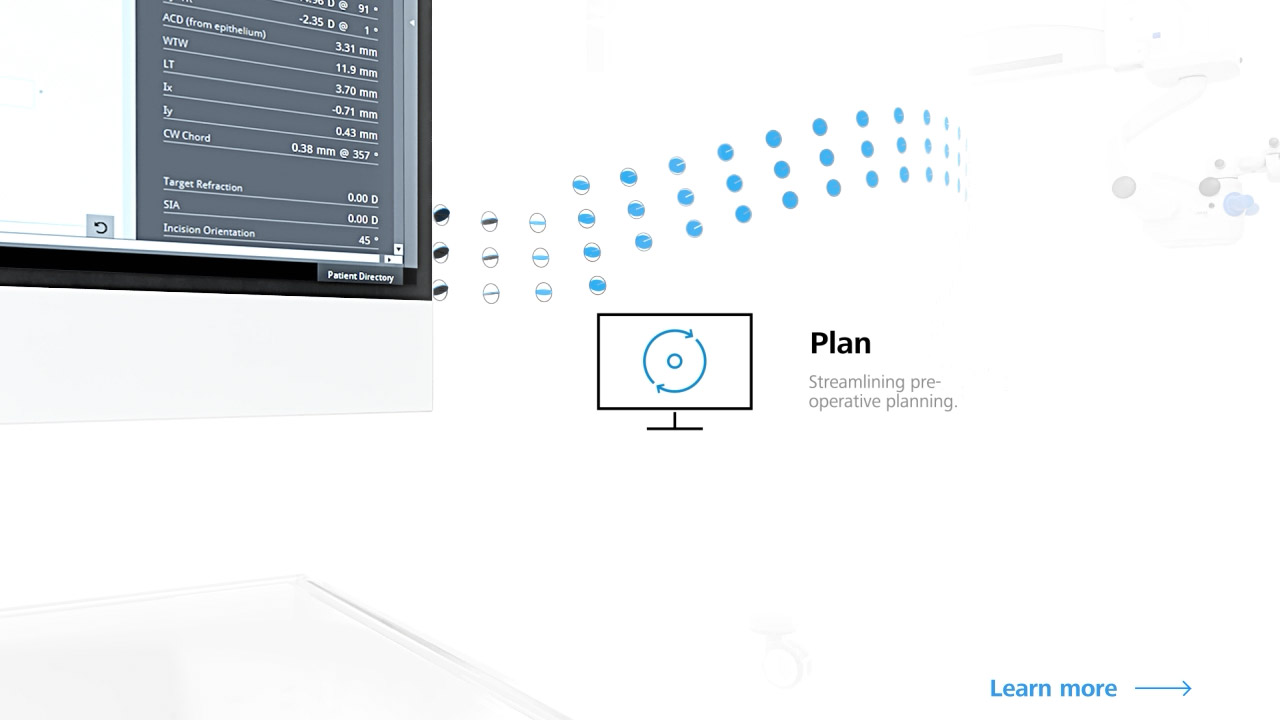 D @ 91 °
-2.35 D @ 1 °
ACD (from epithelium) 3.31 mm
WTW 11.9 mm
LT 3.70 mm
Ix -0.71 mm
Iy 0.43 mm
CW Chord 0.38 mm @ 357 °
Target Refraction 0.00 D
SIA 0.00 D
Incision Orientation 45 °
Patient Directory
Plan
Streamlining pre-
operative planning.
Learn more